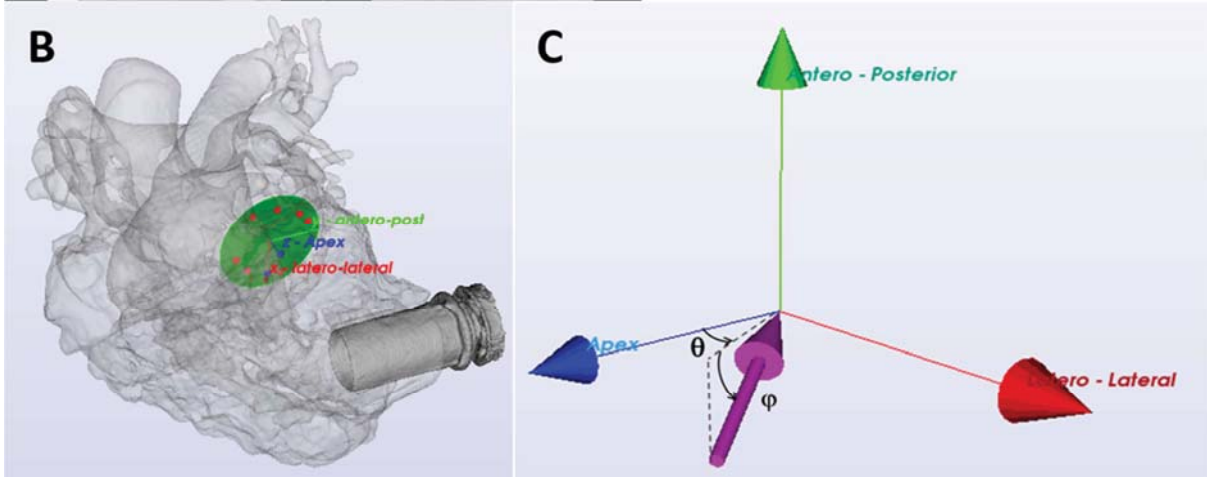 B
- antero-post
z - Apex
x - latero-lateral
C
Antero - Posterior
Apex
θ
φ
Latero - Lateral